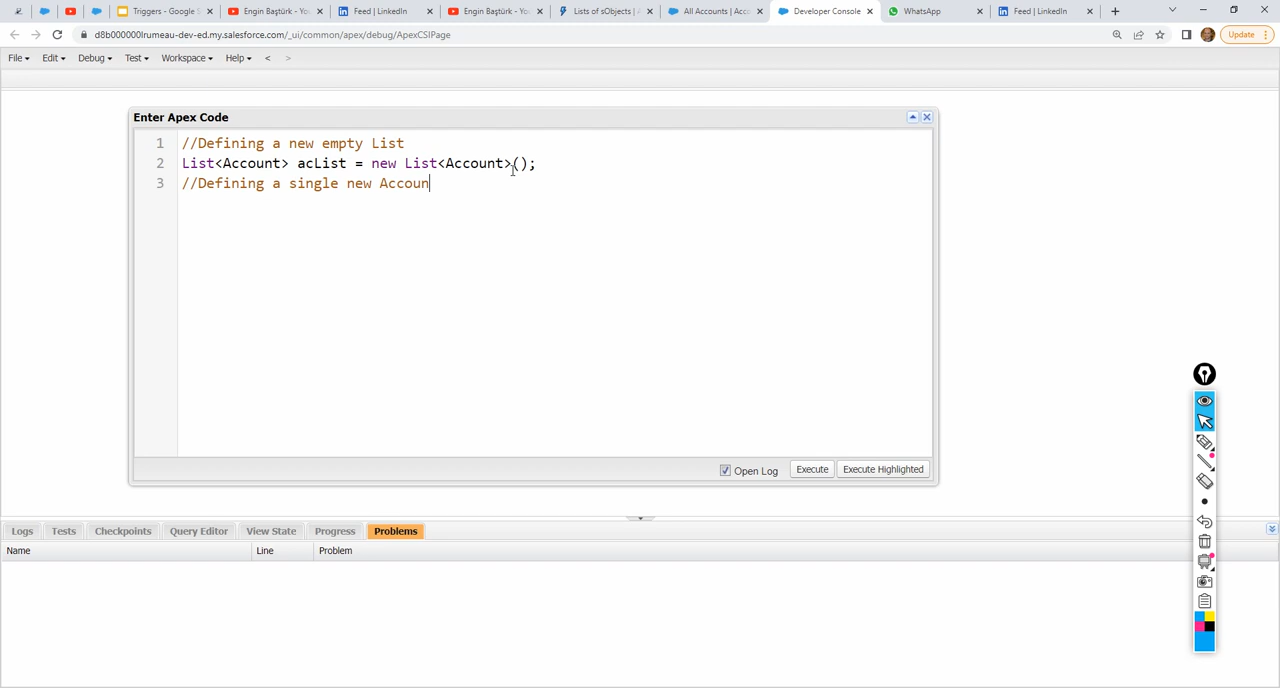 Triggers - Google S
Engin Baştürk - Yo
Feed | LinkedIn
Engin Baştürk - Yo
Lists of sObjects |
All Accounts | Acc
Developer Console
WhatsApp
Feed | LinkedIn
d8b000000lrumeau-dev-ed.my.salesforce.com/_ui/common/apex/debug/ApexCSIPage
Update
File Edit Debug Test Workspace Help < >
Enter Apex Code
1 //Defining a new empty List
2 List<Account> acList = new List<Account>();
3 //Defining a single new Accoun
Open Log Execute Execute Highlighted
Logs Tests Checkpoints Query Editor View State Progress Problems
Name Line Problem